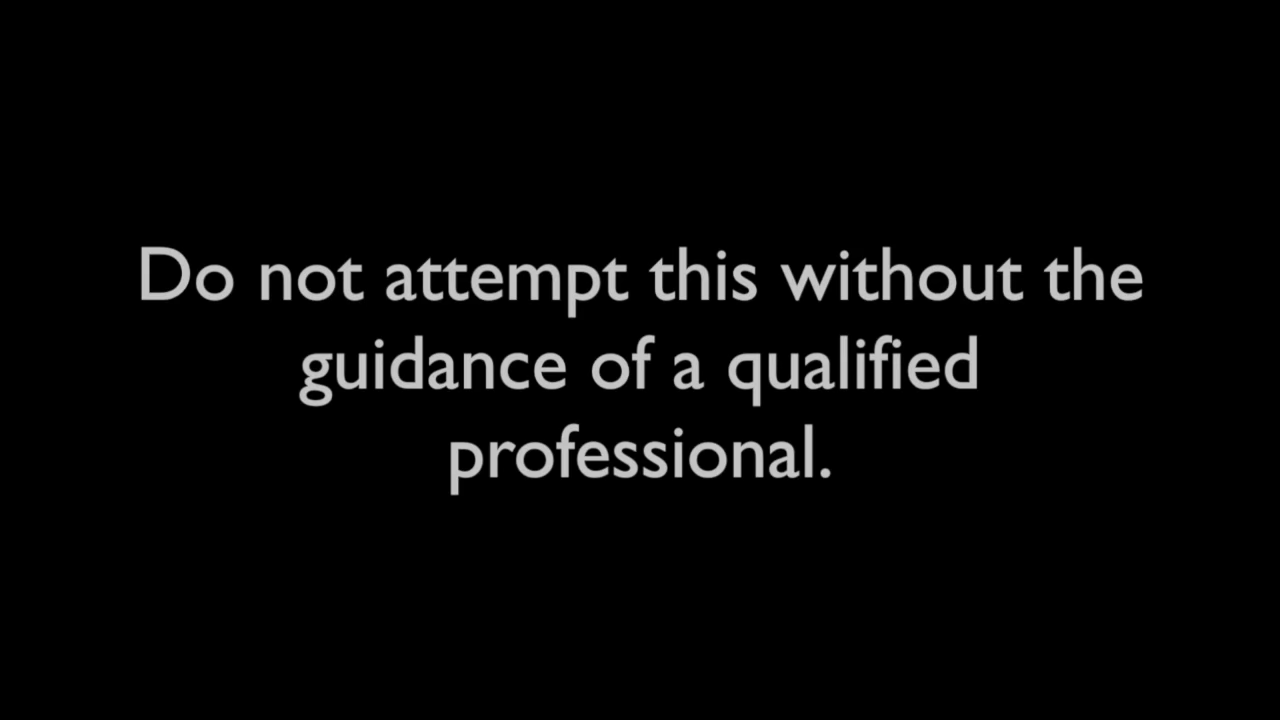 Do not attempt this without the
guidance of a qualified
professional.